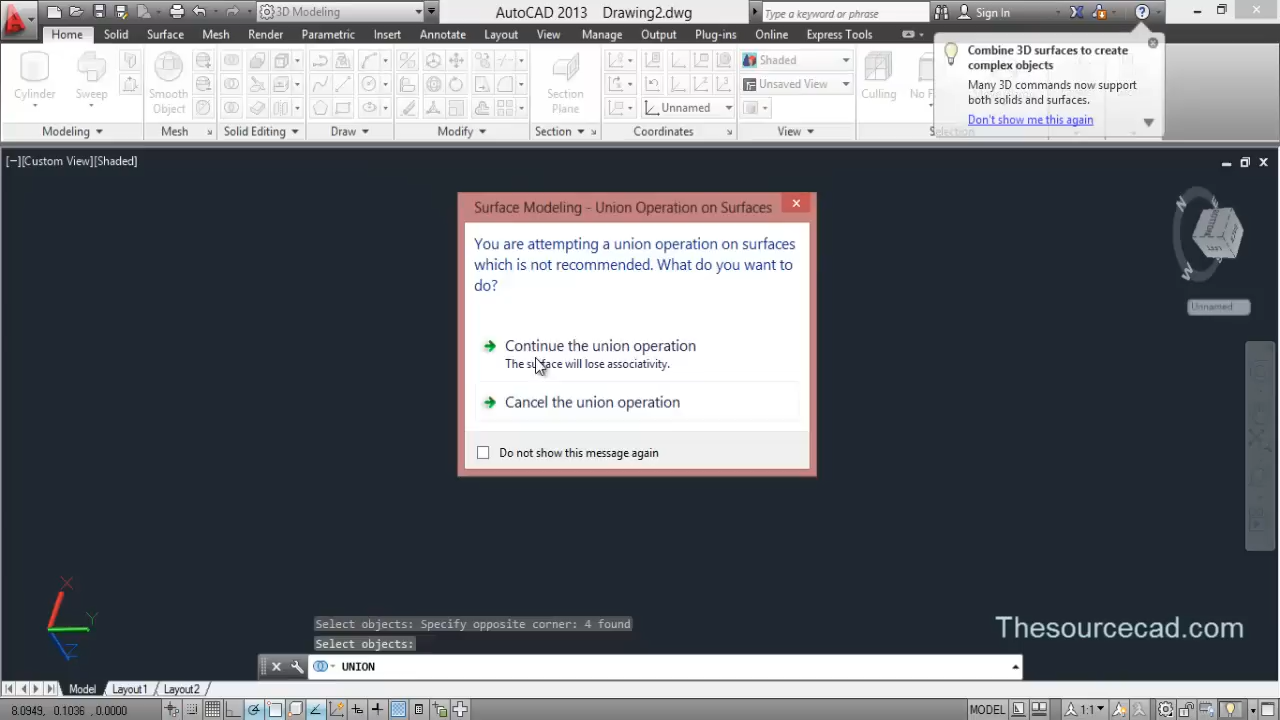 3D Modeling
AutoCAD 2013 Drawing2.dwg
Type a keyword or phrase
Sign In
Home Solid Surface Mesh Render Parametric Insert Annotate Layout View Manage Output Plug-ins Online Express Tools
Cylinder
Sweep
Smooth
Object
Section
Plane
Shaded
Unsaved View
Unnamed
Culling
Modeling
Mesh
Solid Editing
Draw
Modify
Section
Coordinates
View
Combine 3D surfaces to create
complex objects
Many 3D commands now support
both solids and surfaces.
Don't show me this again
[−][Custom View][Shaded]
Surface Modeling - Union Operation on Surfaces
You are attempting a union operation on surfaces
which is not recommended. What do you want to
do?
Continue the union operation
The surface will lose associativity.
Cancel the union operation
Do not show this message again
N
W
Unnamed
X
Y
Z
Select objects: Specify opposite corner: 4 found
Select objects:
UNION
Thesourcecad.com
Model Layout1 Layout2
8.0949, 0.1036, 0.0000
MODEL
1:1